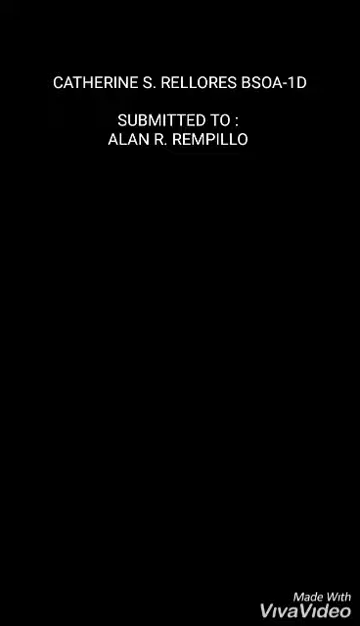 CATHERINE S. RELLORES BSOA-1D
SUBMITTED TO :
ALAN R. REMPILLO
Made With
VivaVideo